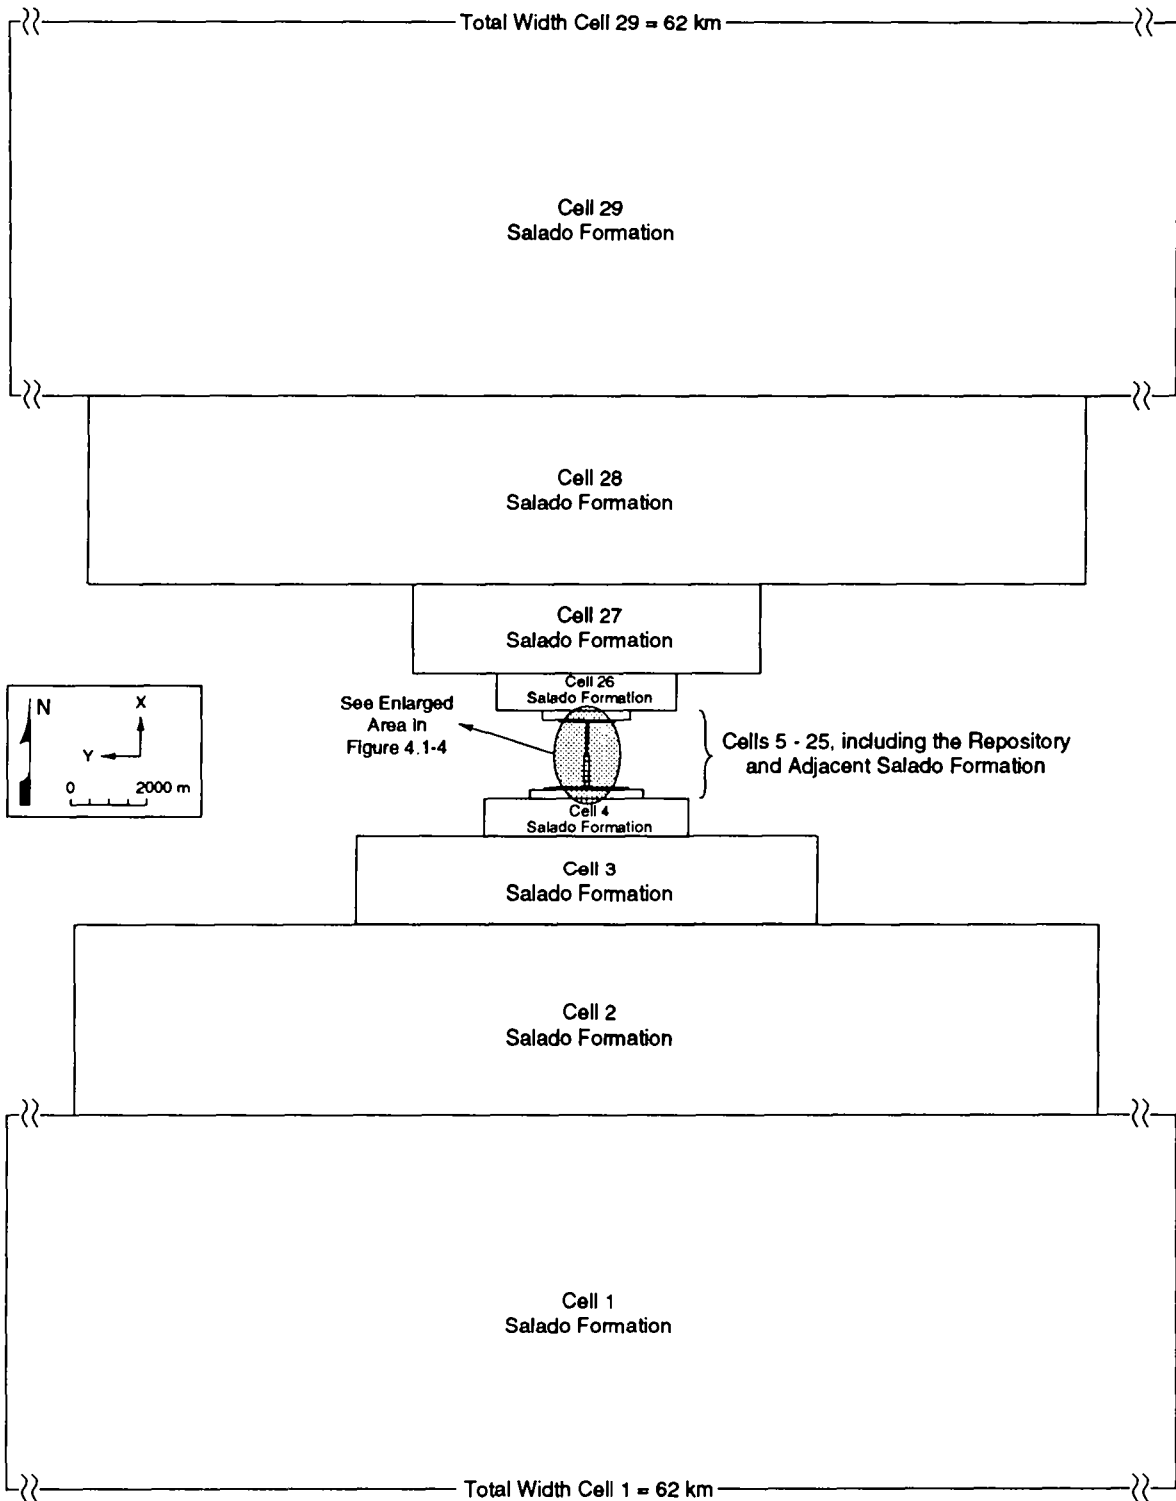 Total Width Cell 29 = 62 km
Cell 29
Salado Formation
Cell 28
Salado Formation
Cell 27
Salado Formation
Cell 26
Salado Formation
N
X
Y
0 2000 m
See Enlarged
Area in
Figure 4.1-4
Cells 5 - 25, including the Repository
and Adjacent Salado Formation
Cell 4
Salado Formation
Cell 3
Salado Formation
Cell 2
Salado Formation
Cell 1
Salado Formation
Total Width Cell 1 = 62 km